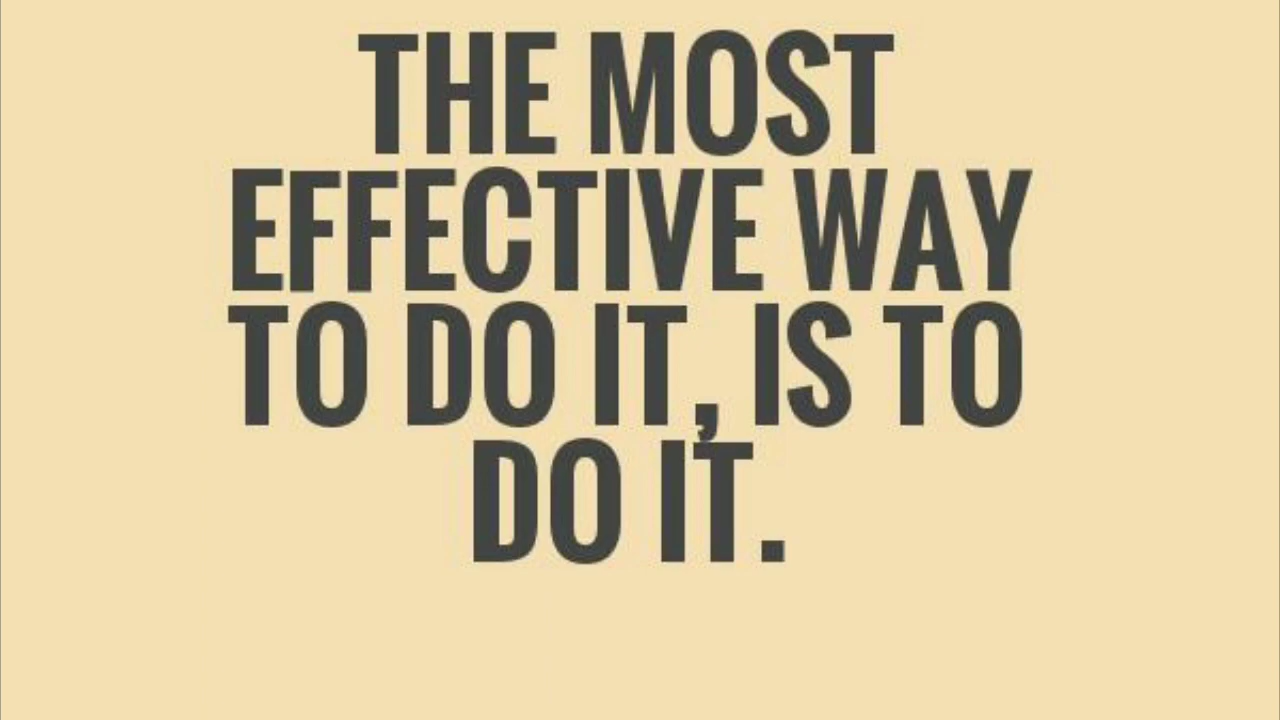 THE MOST
EFFECTIVE WAY
TO DO IT, IS TO
DO IT.